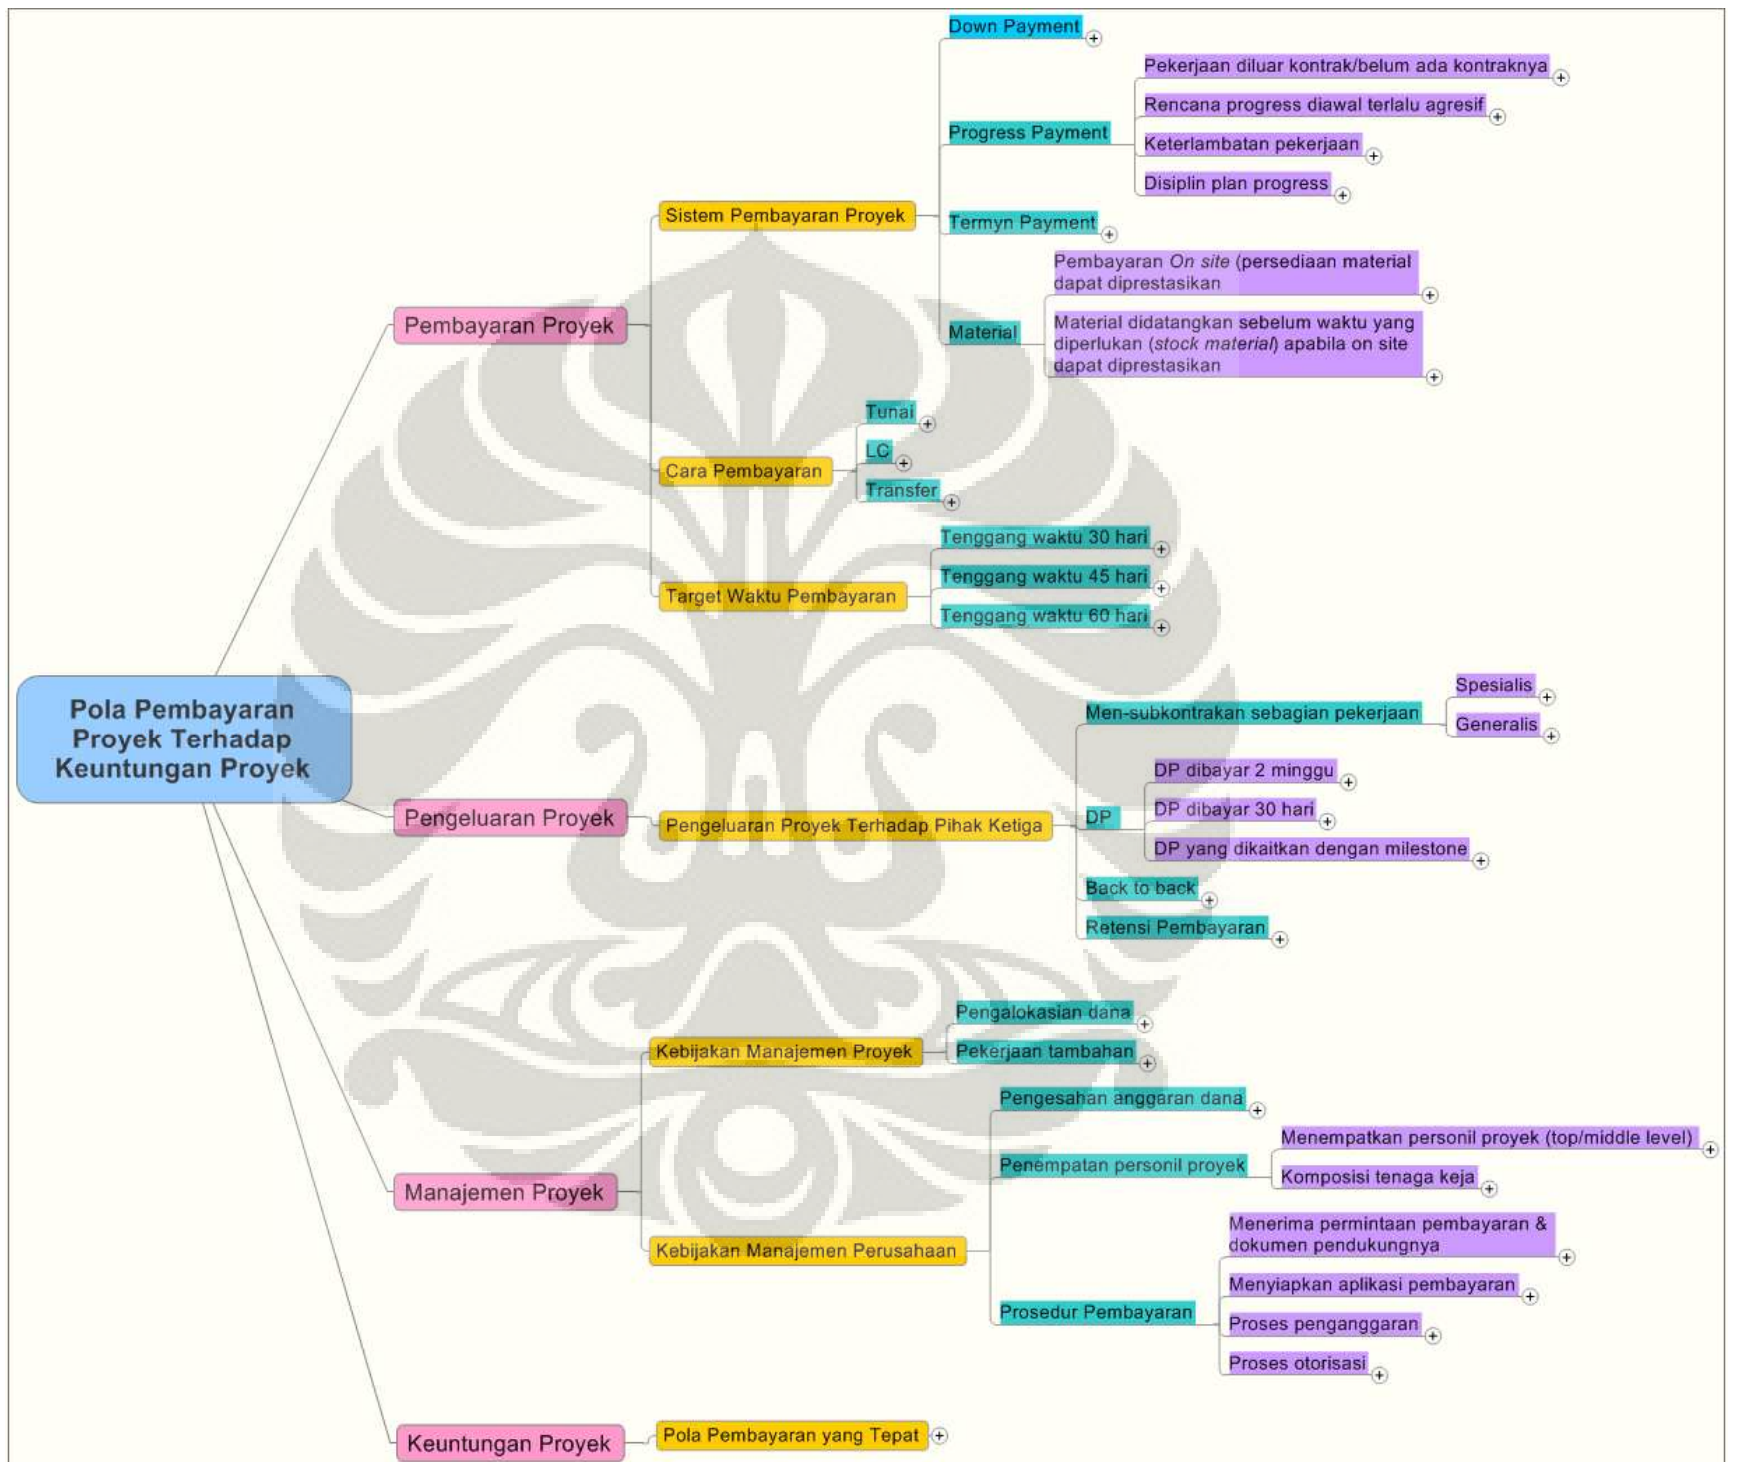 Pola Pembayaran
Proyek Terhadap
Keuntungan Proyek
Pembayaran Proyek
Sistem Pembayaran Proyek
Down Payment
Progress Payment
Pekerjaan diluar kontrak/belum ada kontraknya
Rencana progress diawal terlalu agresif
Keterlambatan pekerjaan
Disiplin plan progress
Termyn Payment
Material
Pembayaran On site (persediaan material
dapat diprestasikan
Material didatangkan sebelum waktu yang
diperlukan (stock material) apabila on site
dapat diprestasikan
Cara Pembayaran
Tunai
LC
Transfer
Target Waktu Pembayaran
Tenggang waktu 30 hari
Tenggang waktu 45 hari
Tenggang waktu 60 hari
Pengeluaran Proyek
Pengeluaran Proyek Terhadap Pihak Ketiga
Men-subkontrakan sebagian pekerjaan
Spesialis
Generalis
DP
DP dibayar 2 minggu
DP dibayar 30 hari
DP yang dikaitkan dengan milestone
Back to back
Retensi Pembayaran
Manajemen Proyek
Kebijakan Manajemen Proyek
Pengalokasian dana
Pekerjaan tambahan
Kebijakan Manajemen Perusahaan
Pengesahan anggaran dana
Penempatan personil proyek
Menempatkan personil proyek (top/middle level)
Komposisi tenaga keja
Prosedur Pembayaran
Menerima permintaan pembayaran &
dokumen pendukungnya
Menyiapkan aplikasi pembayaran
Proses penganggaran
Proses otorisasi
Keuntungan Proyek
Pola Pembayaran yang Tepat